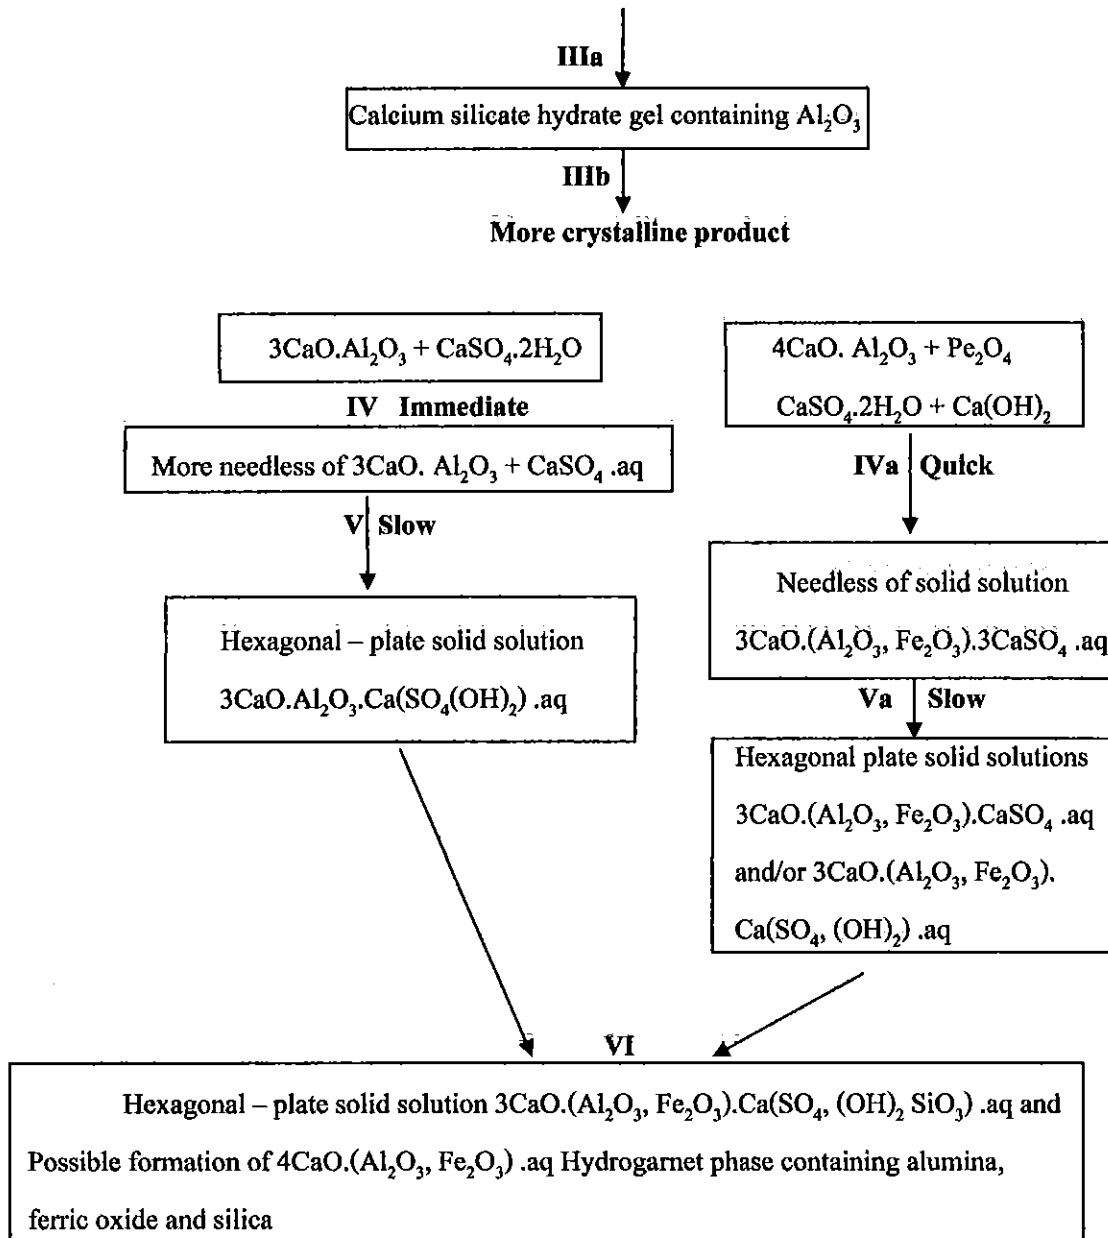 IIIa
Calcium silicate hydrate gel containing Al₂O₃
IIIb
More crystalline product
3CaO.Al₂O₃ + CaSO₄.2H₂O
IV Immediate
More needless of 3CaO. Al₂O₃ + CaSO₄ .aq
V Slow
Hexagonal – plate solid solution
3CaO.Al₂O₃.Ca(SO₄(OH)₂) .aq
4CaO. Al₂O₃ + Pe₂O₄
CaSO₄.2H₂O + Ca(OH)₂
IVa Quick
Needless of solid solution
3CaO.(Al₂O₃, Fe₂O₃).3CaSO₄ .aq
Va Slow
Hexagonal plate solid solutions
3CaO.(Al₂O₃, Fe₂O₃).CaSO₄ .aq
and/or 3CaO.(Al₂O₃, Fe₂O₃).
Ca(SO₄, (OH)₂) .aq
VI
Hexagonal – plate solid solution 3CaO.(Al₂O₃, Fe₂O₃).Ca(SO₄, (OH)₂ SiO₃) .aq and
Possible formation of 4CaO.(Al₂O₃, Fe₂O₃) .aq Hydrogarnet phase containing alumina,
ferric oxide and silica